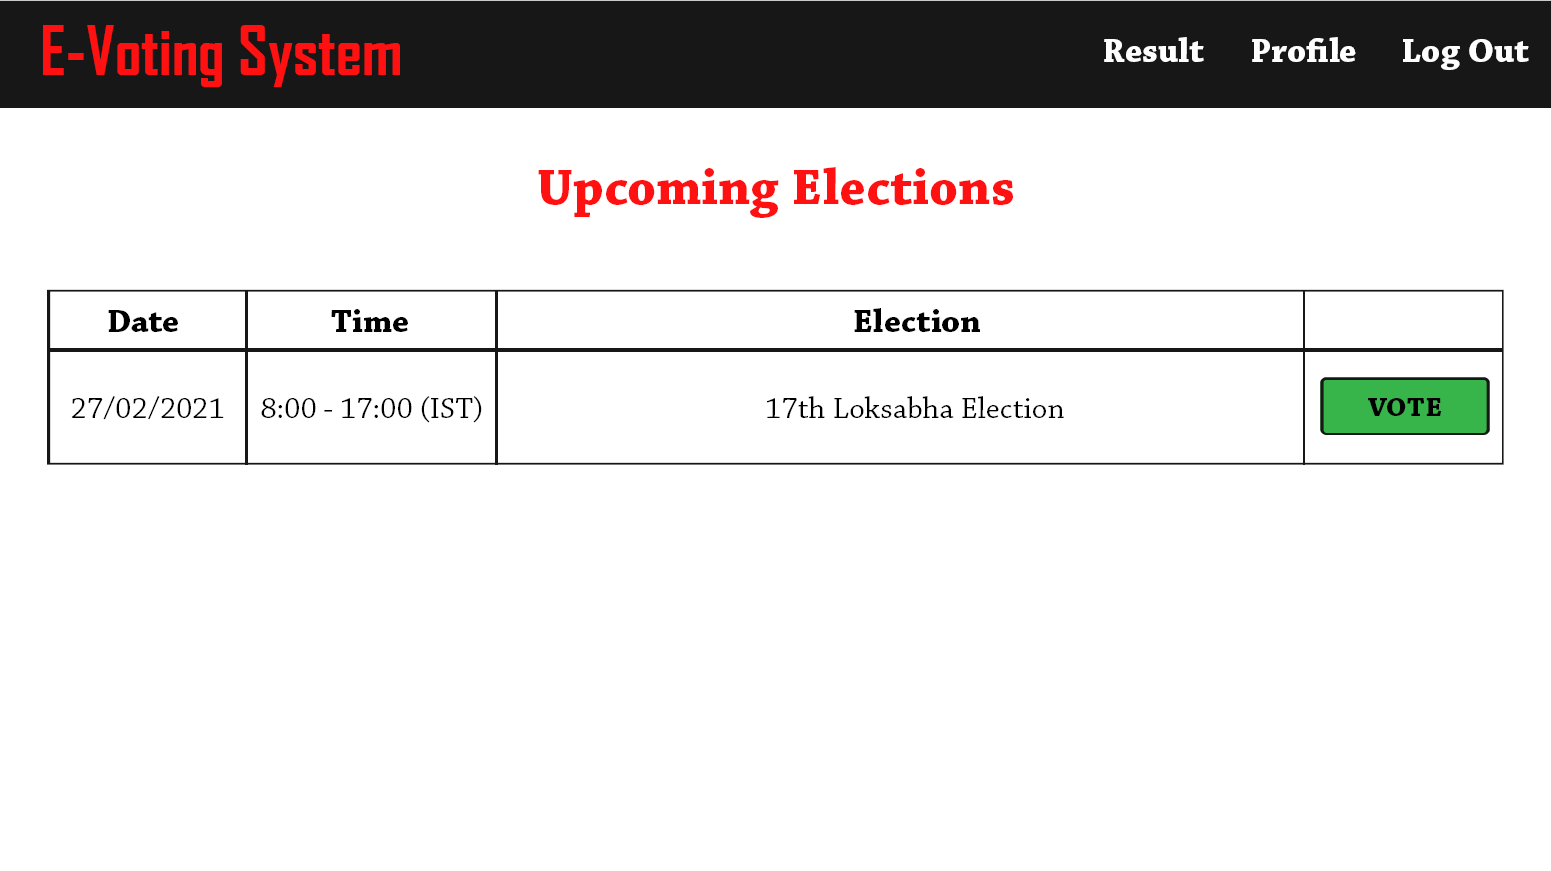 E-Voting System
Result Profile Log Out
Upcoming Elections
Date Time Election
27/02/2021 8:00 - 17:00 (IST) 17th Loksabha Election VOTE